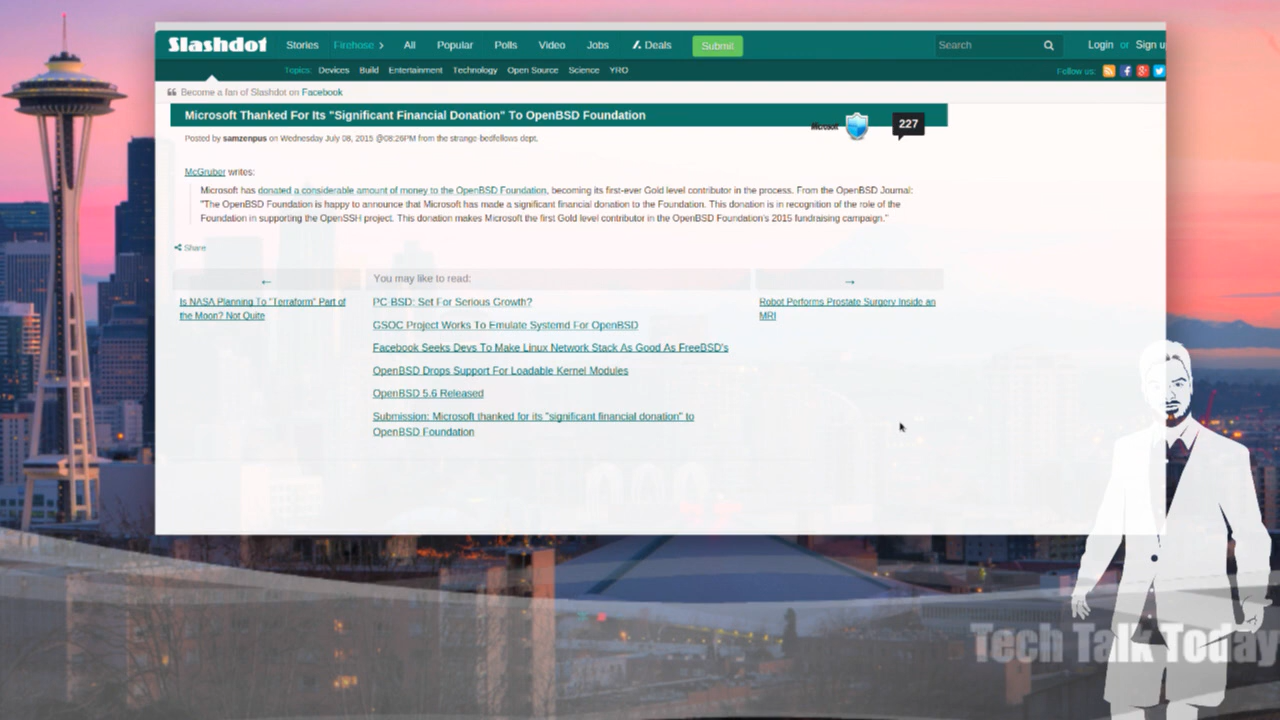 Slashdot Stories Firehose > All Popular Polls Video Jobs Deals Submit Search Login or Sign u
Topics: Devices Build Entertainment Technology Open Source Science YRO Follow us:
Become a fan of Slashdot on Facebook
Microsoft Thanked For Its "Significant Financial Donation" To OpenBSD Foundation
Microsoft
227
Posted by samzenpus on Wednesday July 08, 2015 @08:26PM from the strange-bedfellows dept.
McGruber writes:
Microsoft has donated a considerable amount of money to the OpenBSD Foundation, becoming its first-ever Gold level contributor in the process. From the OpenBSD Journal:
"The OpenBSD Foundation is happy to announce that Microsoft has made a significant financial donation to the Foundation. This donation is in recognition of the role of the
Foundation in supporting the OpenSSH project. This donation makes Microsoft the first Gold level contributor in the OpenBSD Foundation's 2015 fundraising campaign."
Share
← You may like to read: →
Is NASA Planning To "Terraform" Part of
the Moon? Not Quite
PC-BSD: Set For Serious Growth?
GSOC Project Works To Emulate Systemd For OpenBSD
Facebook Seeks Devs To Make Linux Network Stack As Good As FreeBSD's
OpenBSD Drops Support For Loadable Kernel Modules
OpenBSD 5.6 Released
Submission: Microsoft thanked for its "significant financial donation" to
OpenBSD Foundation
Robot Performs Prostate Surgery Inside an
MRI
Tech Talk Today